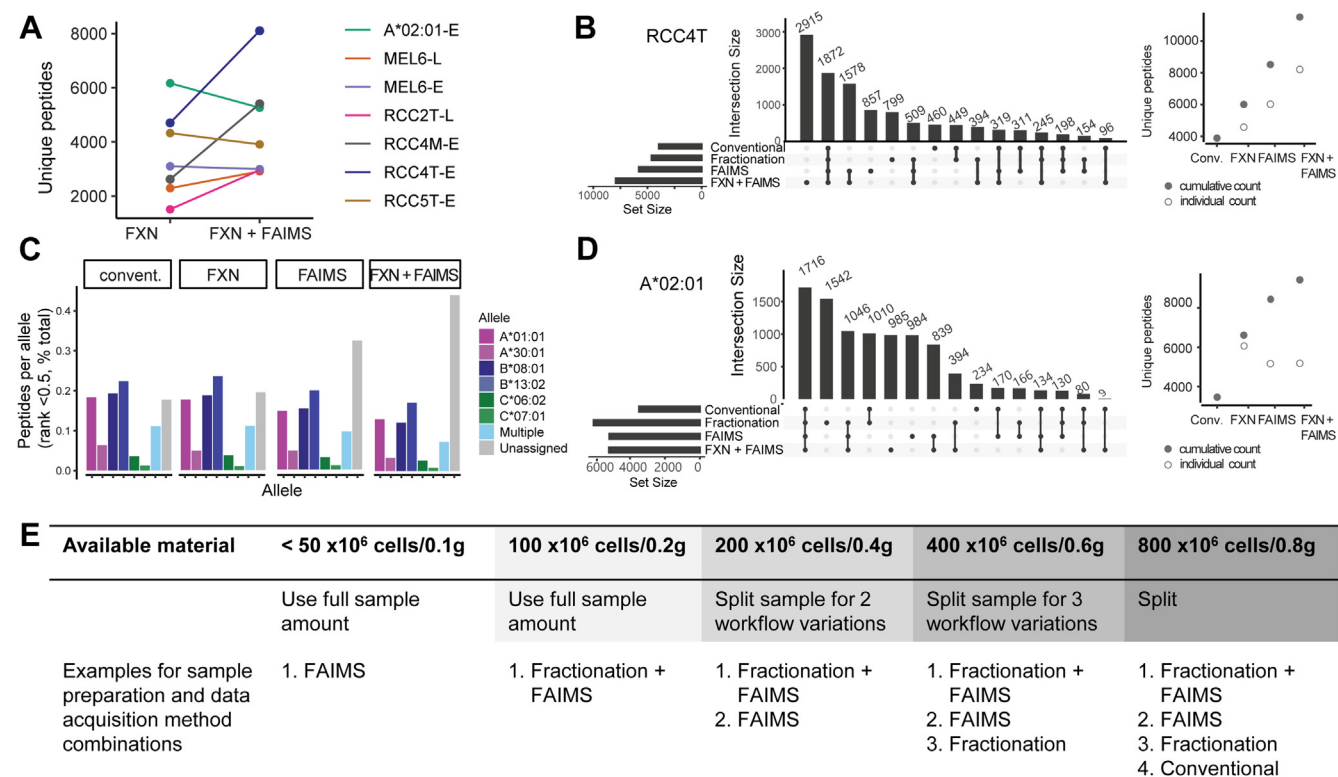 A
Unique peptides
8000
6000
4000
2000
FXN
FXN + FAIMS
A*02:01-E
MEL6-L
MEL6-E
RCC2T-L
RCC4M-E
RCC4T-E
RCC5T-E
B
RCC4T
Intersection Size
3000
2000
1000
0
2915
1872
1578
857
799
509
460
449
394
319
311
245
198
154
96
Conventional
Fractionation
FAIMS
FXN + FAIMS
10000
5000
0
Set Size
Unique peptides
10000
8000
6000
4000
Conv.
FXN
FAIMS
FXN +
FAIMS
cumulative count
individual count
C
convent.
FXN
FAIMS
FXN + FAIMS
Peptides per allele
(rank <0.5, % total)
0.4
0.3
0.2
0.1
0.0
Allele
Allele
A*01:01
A*30:01
B*08:01
B*13:02
C*06:02
C*07:01
Multiple
Unassigned
D
A*02:01
Intersection Size
1500
1000
500
0
1716
1542
1046
1010
985
984
839
394
234
170
166
134
130
80
9
Conventional
Fractionation
FAIMS
FXN + FAIMS
6000
4000
2000
0
Set Size
Unique peptides
8000
6000
4000
Conv.
FXN
FAIMS
FXN +
FAIMS
cumulative count
individual count
E
Available material
< 50 x10⁶ cells/0.1g
100 x10⁶ cells/0.2g
200 x10⁶ cells/0.4g
400 x10⁶ cells/0.6g
800 x10⁶ cells/0.8g
Use full sample
amount
Use full sample
amount
Split sample for 2
workflow variations
Split sample for 3
workflow variations
Split
Examples for sample
preparation and data
acquisition method
combinations
1. FAIMS
1. Fractionation +
FAIMS
1. Fractionation +
FAIMS
2. FAIMS
1. Fractionation +
FAIMS
2. FAIMS
3. Fractionation
1. Fractionation +
FAIMS
2. FAIMS
3. Fractionation
4. Conventional